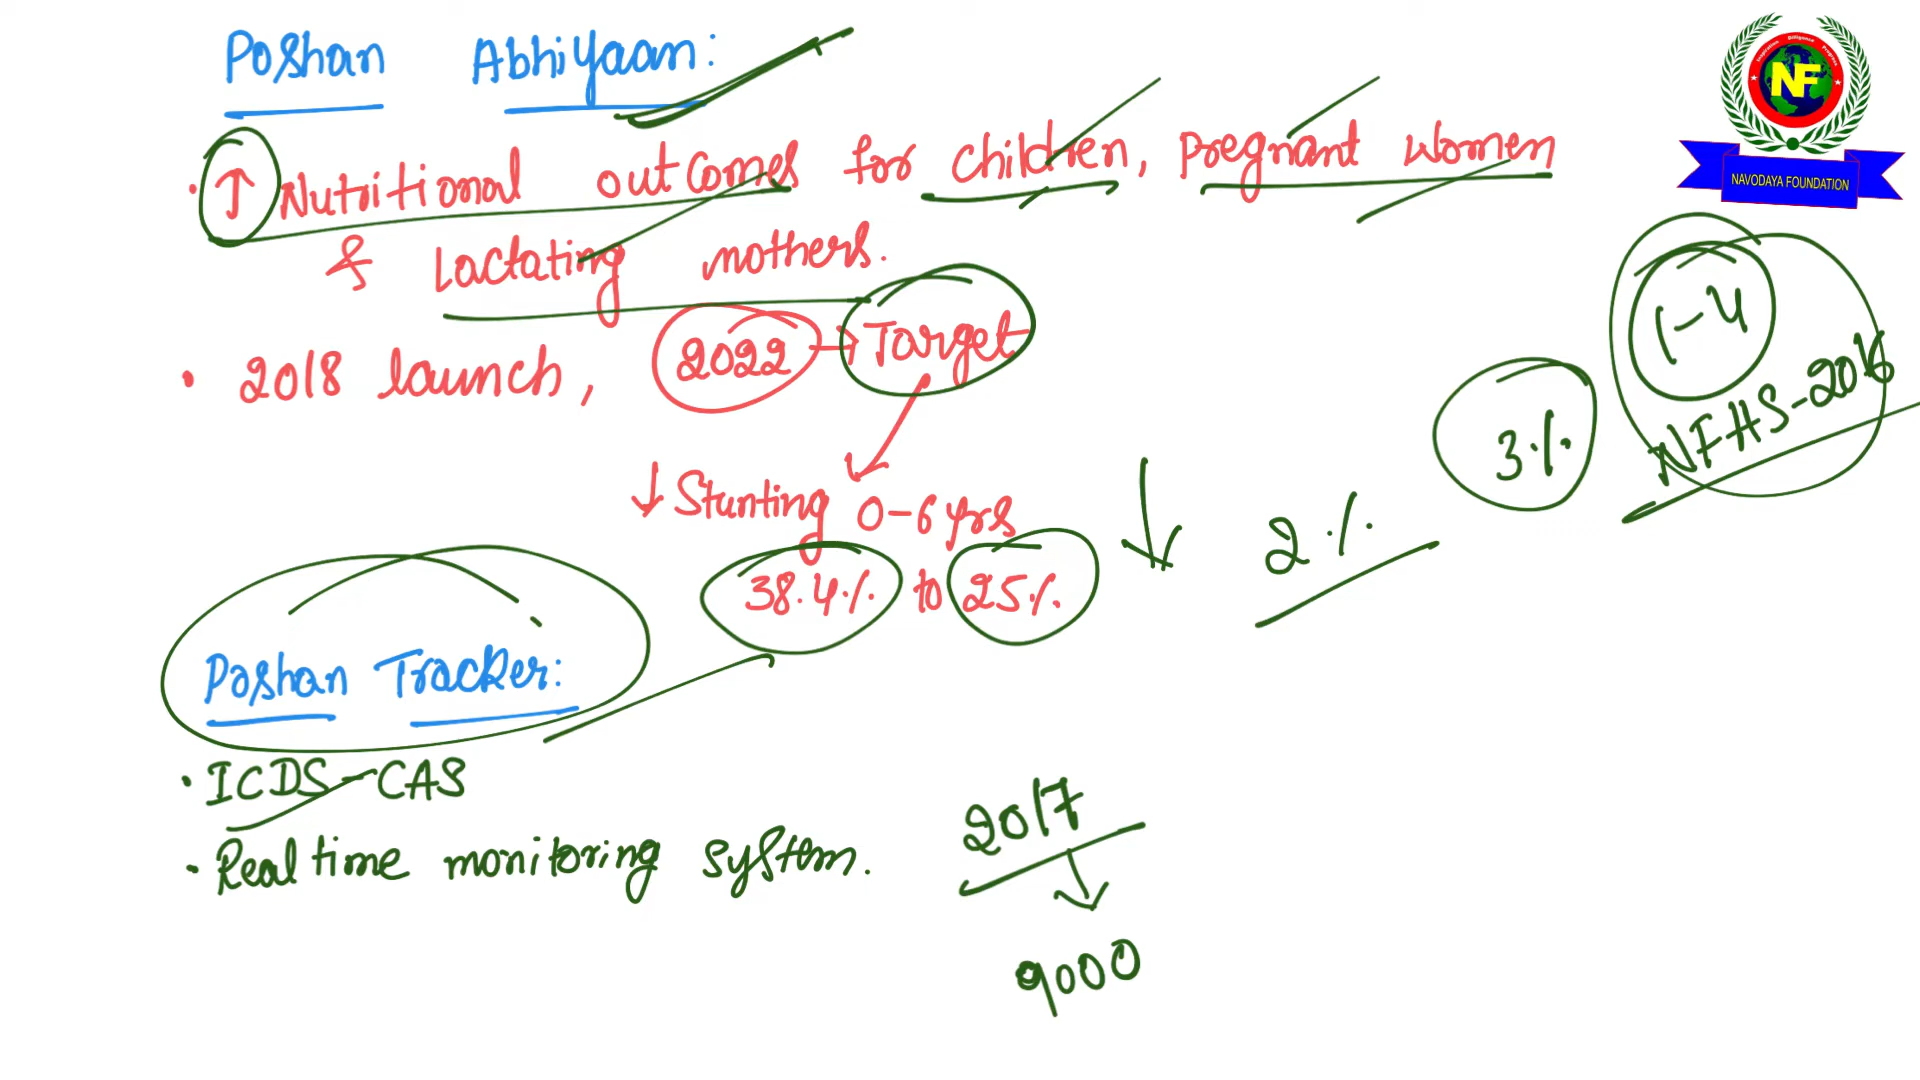 Poshan Abhiyaan:
• ↑ Nutritional outcomes for children, pregnant women
& Lactating mothers.
• 2018 launch, 2022 → Target
↓ Stunting 0-6 yrs
38.4% to 25%
↓ 2%
3%
1-4
NFHS-2016
Poshan Tracker:
• ICDS-CAS
• Real time monitoring system.
2017
↓
9000
NF
NAVODAYA FOUNDATION